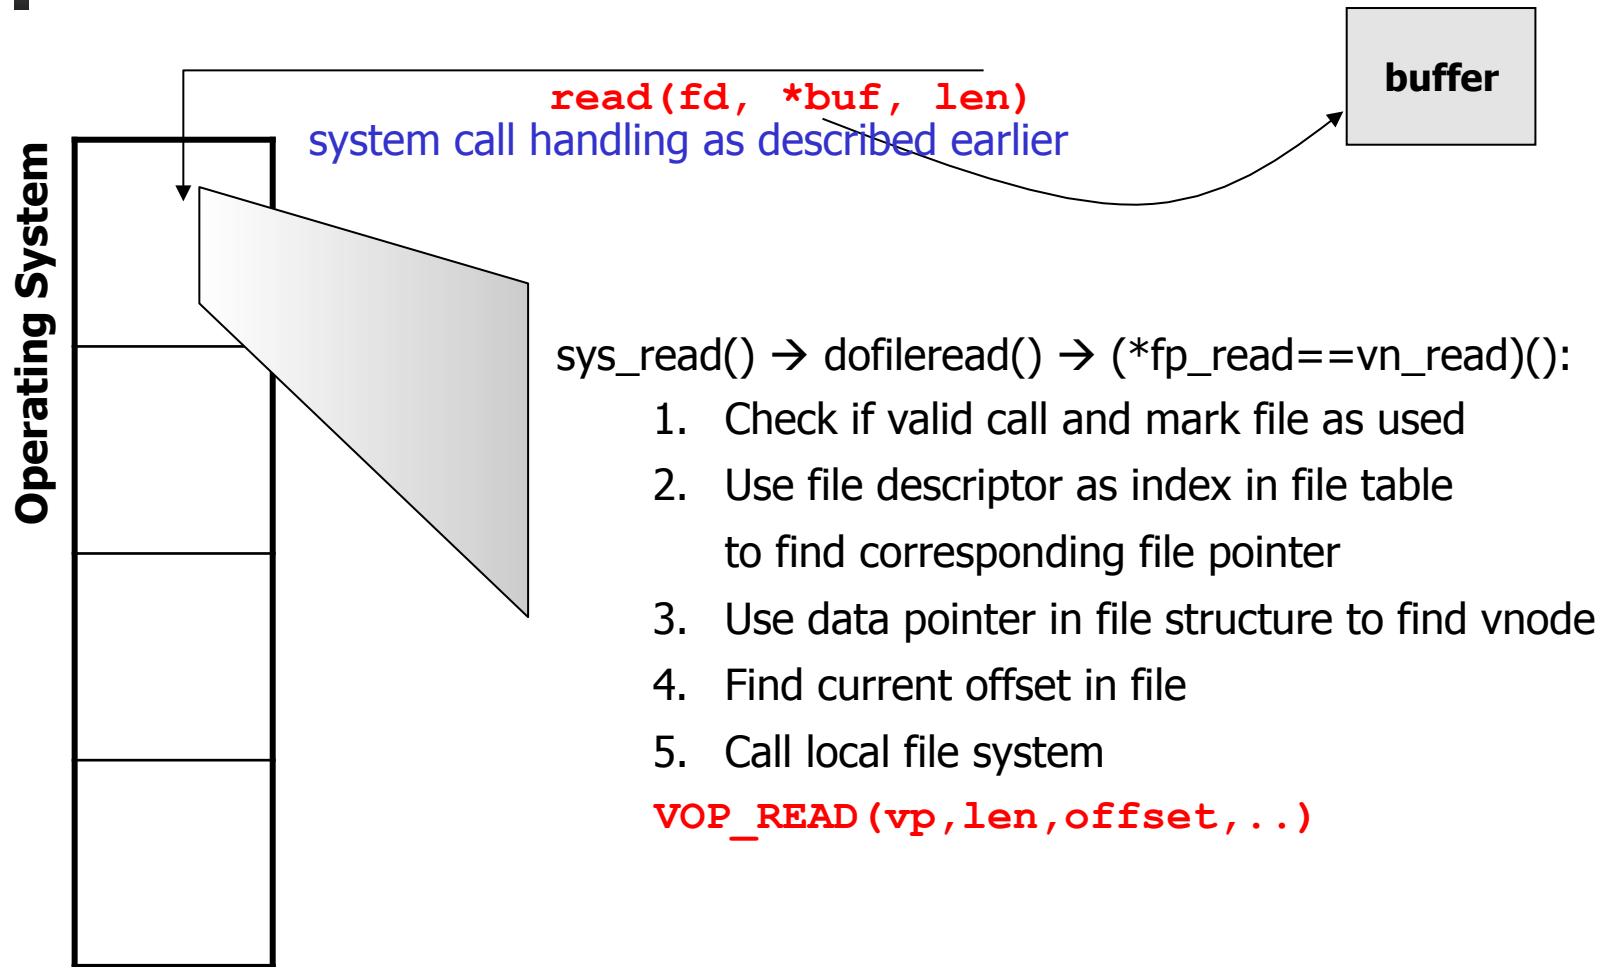 buffer
read(fd, *buf, len)
system call handling as described earlier
Operating System
sys_read() → dofileread() → (*fp_read==vn_read)():
1. Check if valid call and mark file as used
2. Use file descriptor as index in file table
to find corresponding file pointer
3. Use data pointer in file structure to find vnode
4. Find current offset in file
5. Call local file system
VOP_READ(vp,len,offset,..)